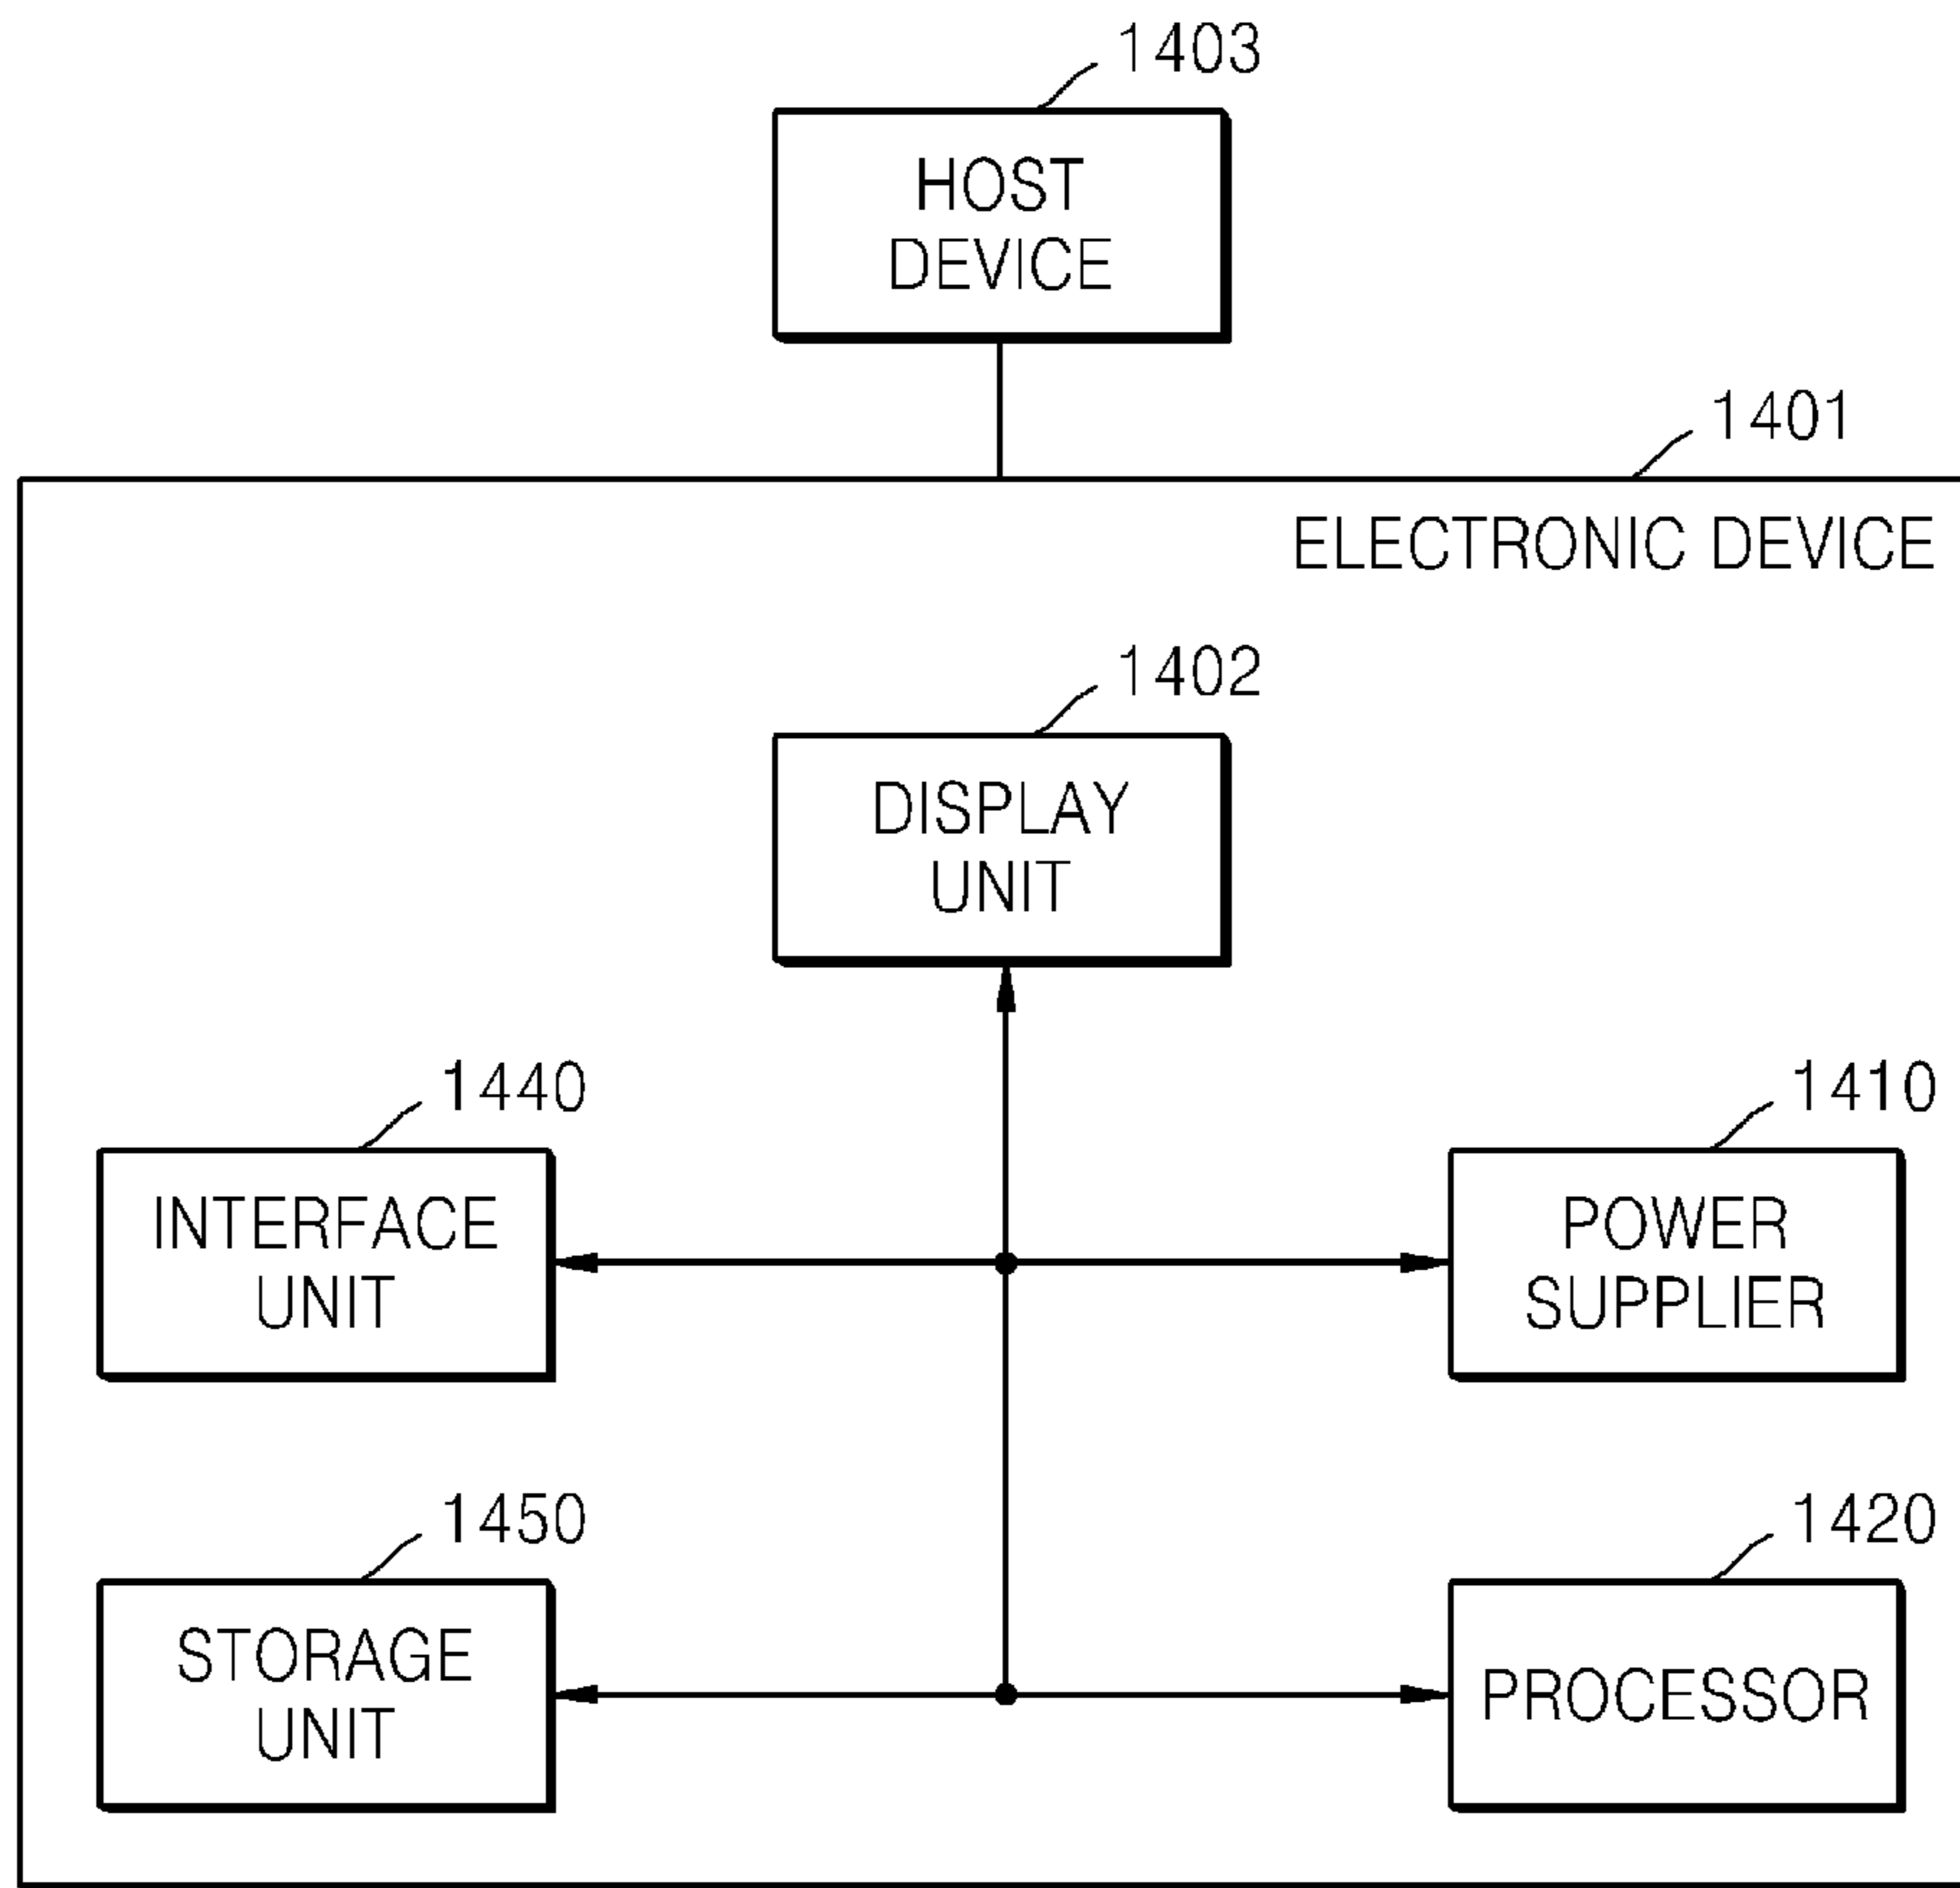 1403
HOST
DEVICE
1401
ELECTRONIC DEVICE
1402
DISPLAY
UNIT
1440
INTERFACE
UNIT
1410
POWER
SUPPLIER
1450
STORAGE
UNIT
1420
PROCESSOR